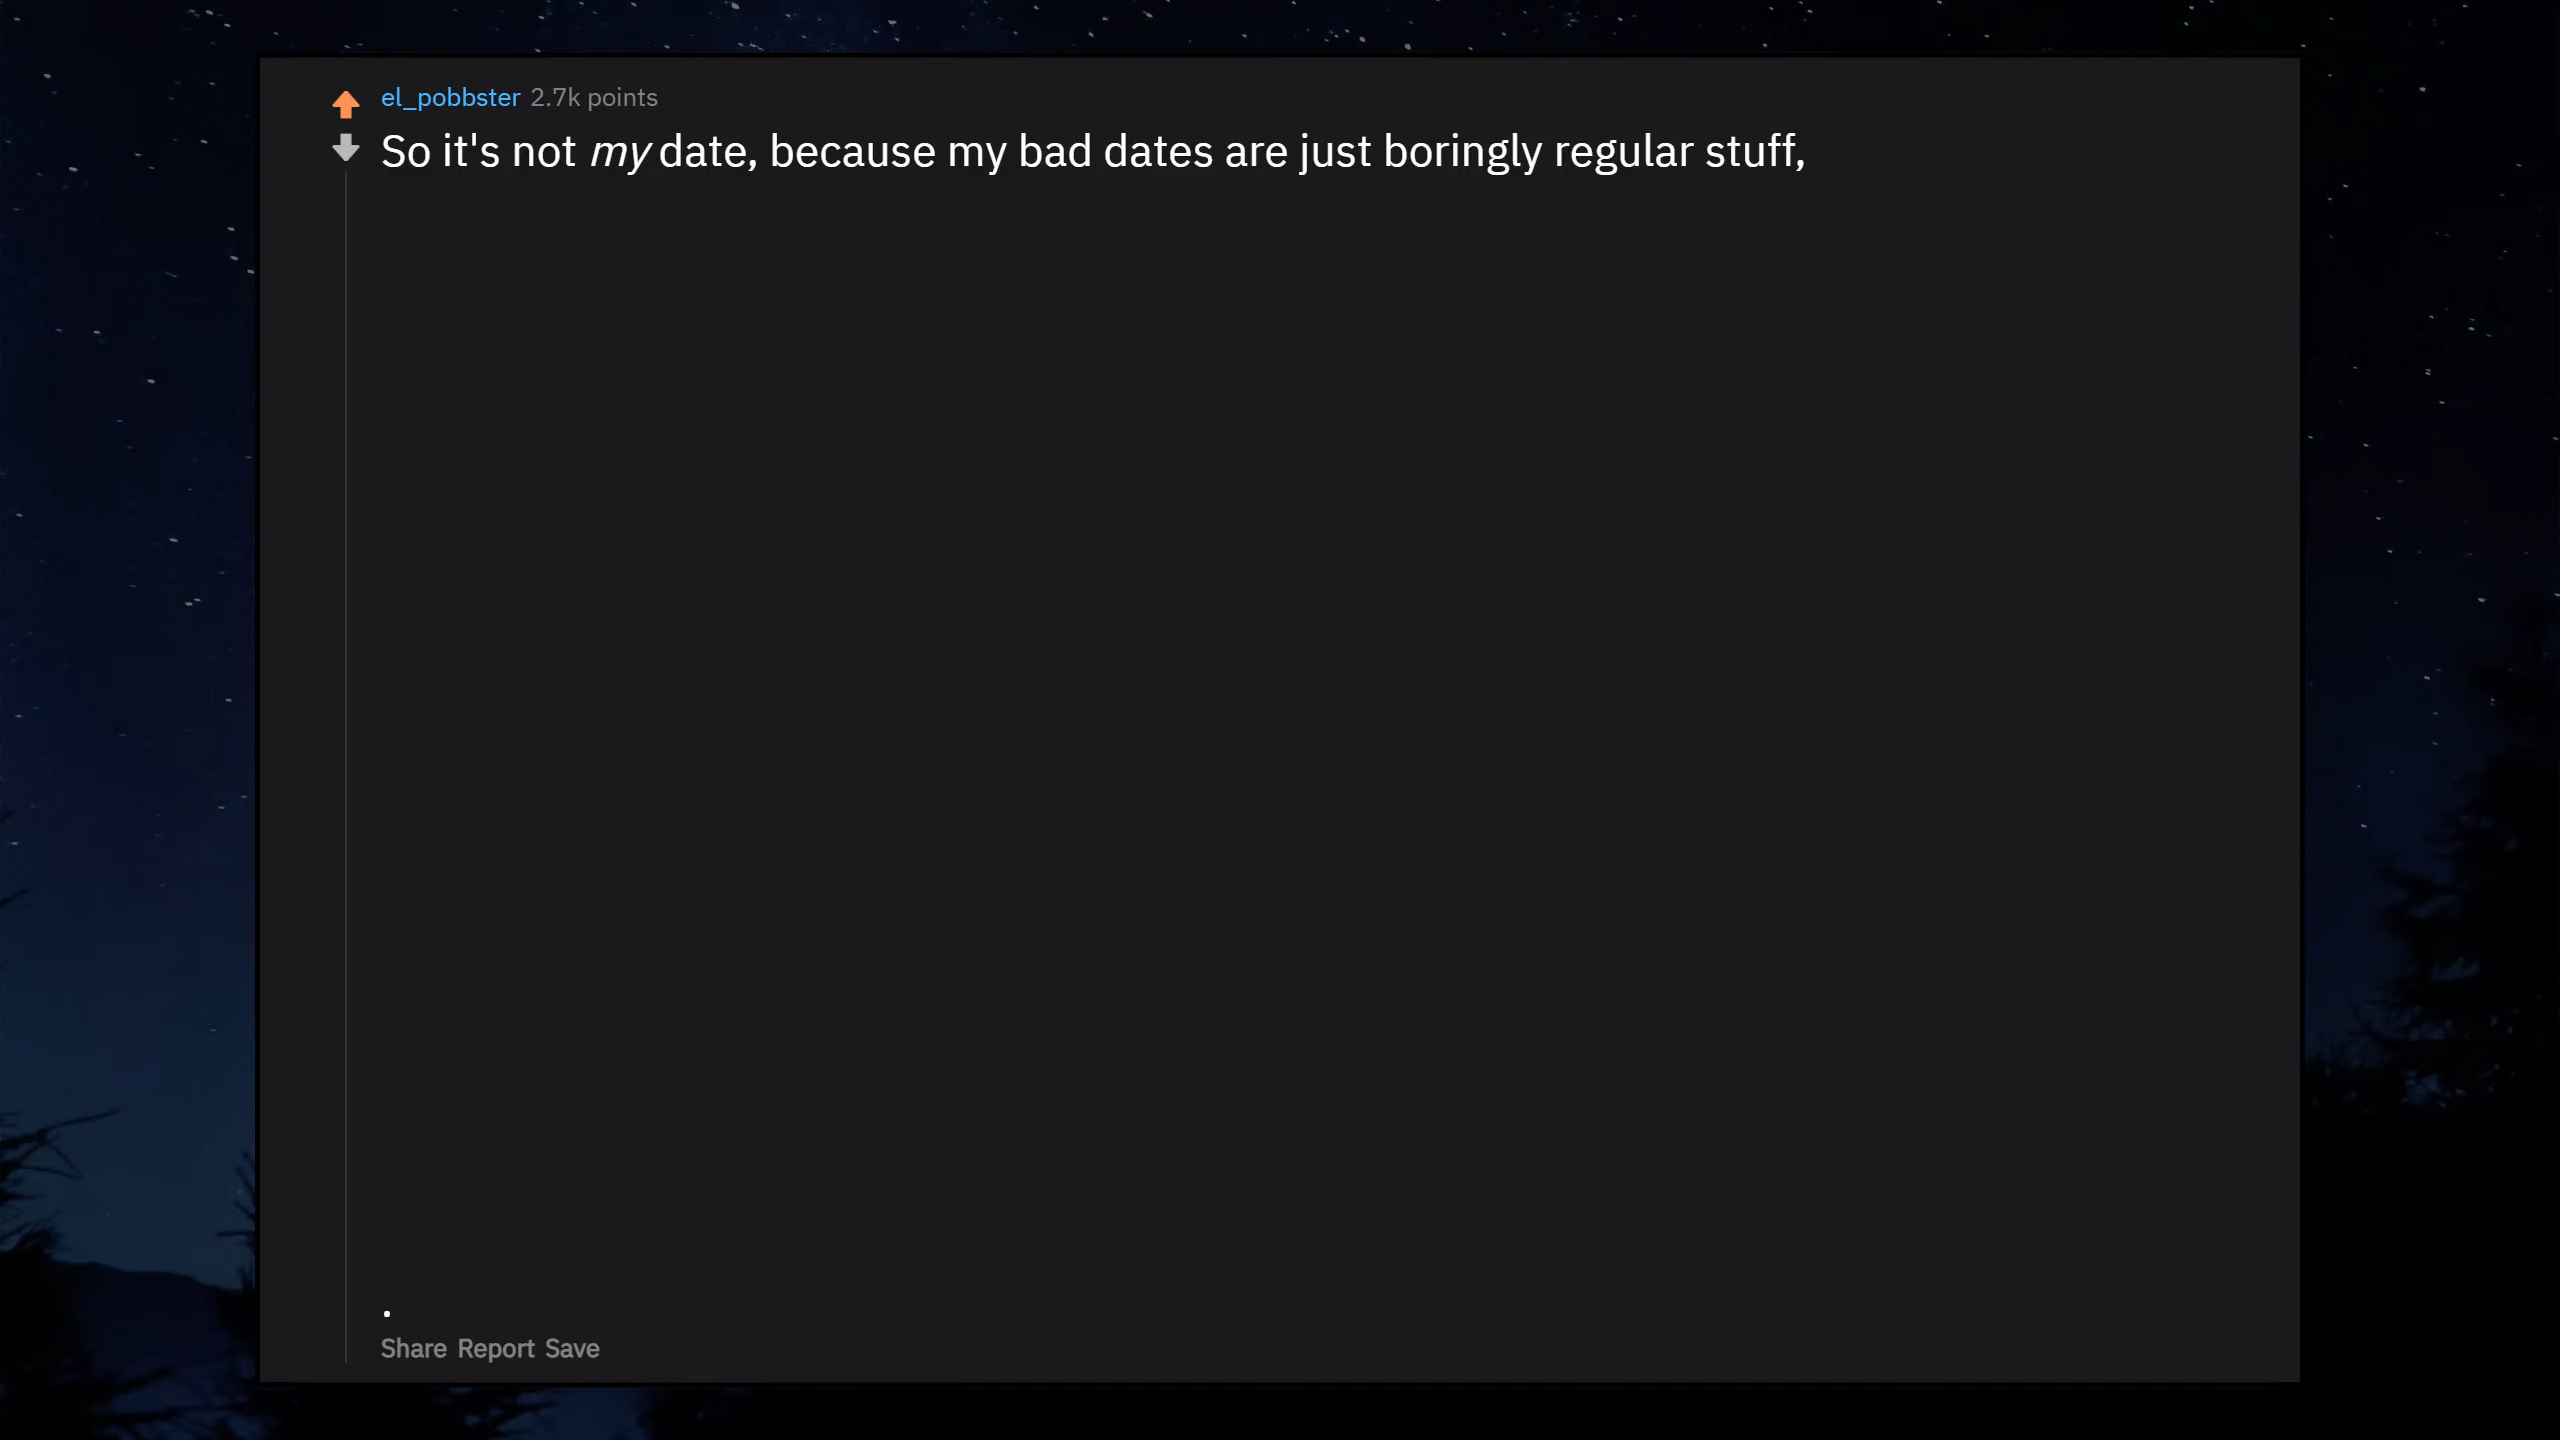 el_pobbster 2.7k points
So it's not my date, because my bad dates are just boringly regular stuff,
.
Share Report Save